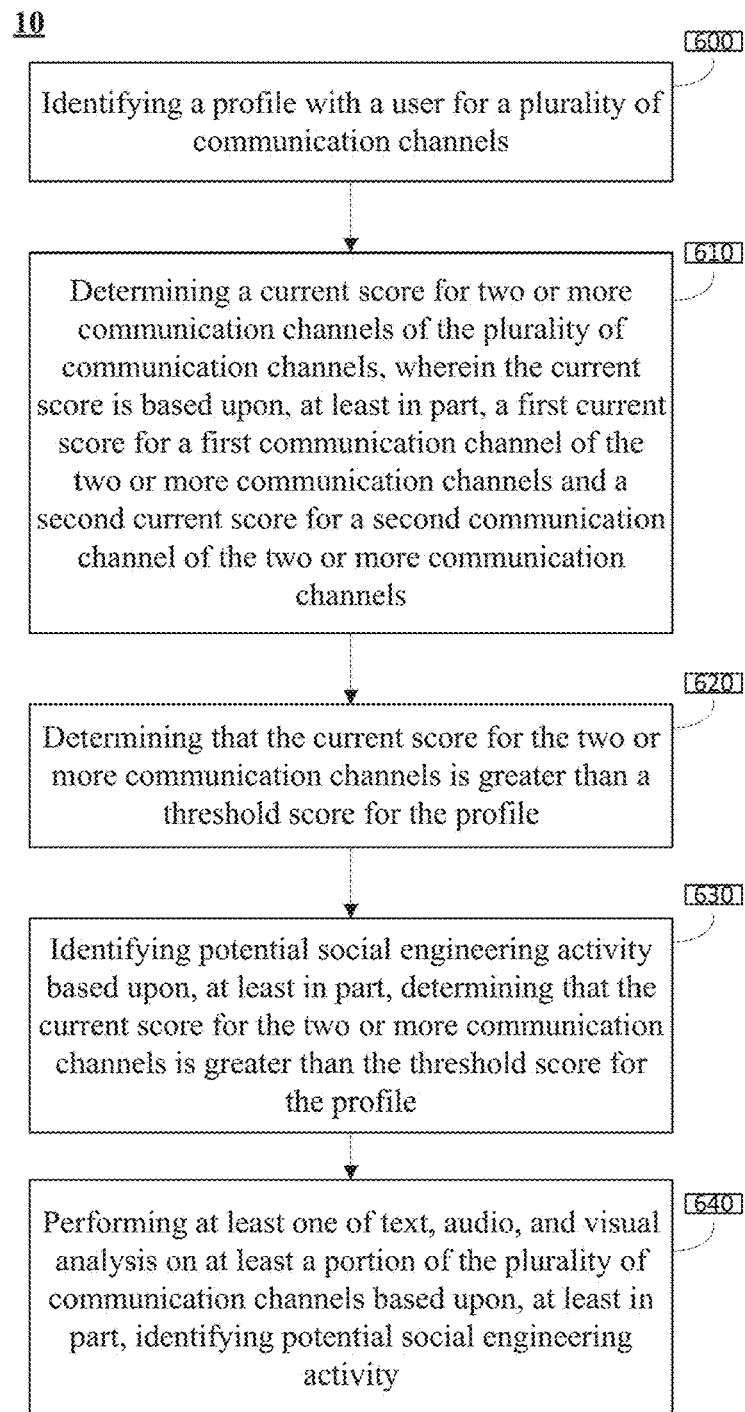 10
600
Identifying a profile with a user for a plurality of
communication channels
610
Determining a current score for two or more
communication channels of the plurality of
communication channels, wherein the current
score is based upon, at least in part, a first current
score for a first communication channel of the
two or more communication channels and a
second current score for a second communication
channel of the two or more communication
channels
620
Determining that the current score for the two or
more communication channels is greater than a
threshold score for the profile
630
Identifying potential social engineering activity
based upon, at least in part, determining that the
current score for the two or more communication
channels is greater than the threshold score for
the profile
640
Performing at least one of text, audio, and visual
analysis on at least a portion of the plurality of
communication channels based upon, at least in
part, identifying potential social engineering
activity